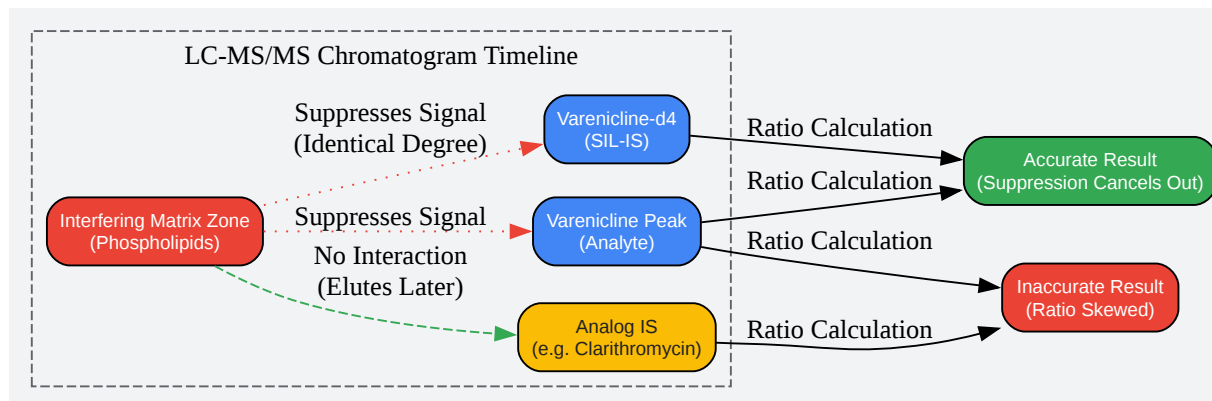 LC-MS/MS Chromatogram Timeline
Suppresses Signal
(Identical Degree)
Varenicline-d4
(SIL-IS)
Ratio Calculation
Accurate Result
(Suppression Cancels Out)
Ratio Calculation
Interfering Matrix Zone
(Phospholipids)
Suppresses Signal
Varenicline Peak
(Analyte)
Ratio Calculation
No Interaction
(Elutes Later)
Inaccurate Result
(Ratio Skewed)
Analog IS
(e.g. Clarithromycin)
Ratio Calculation